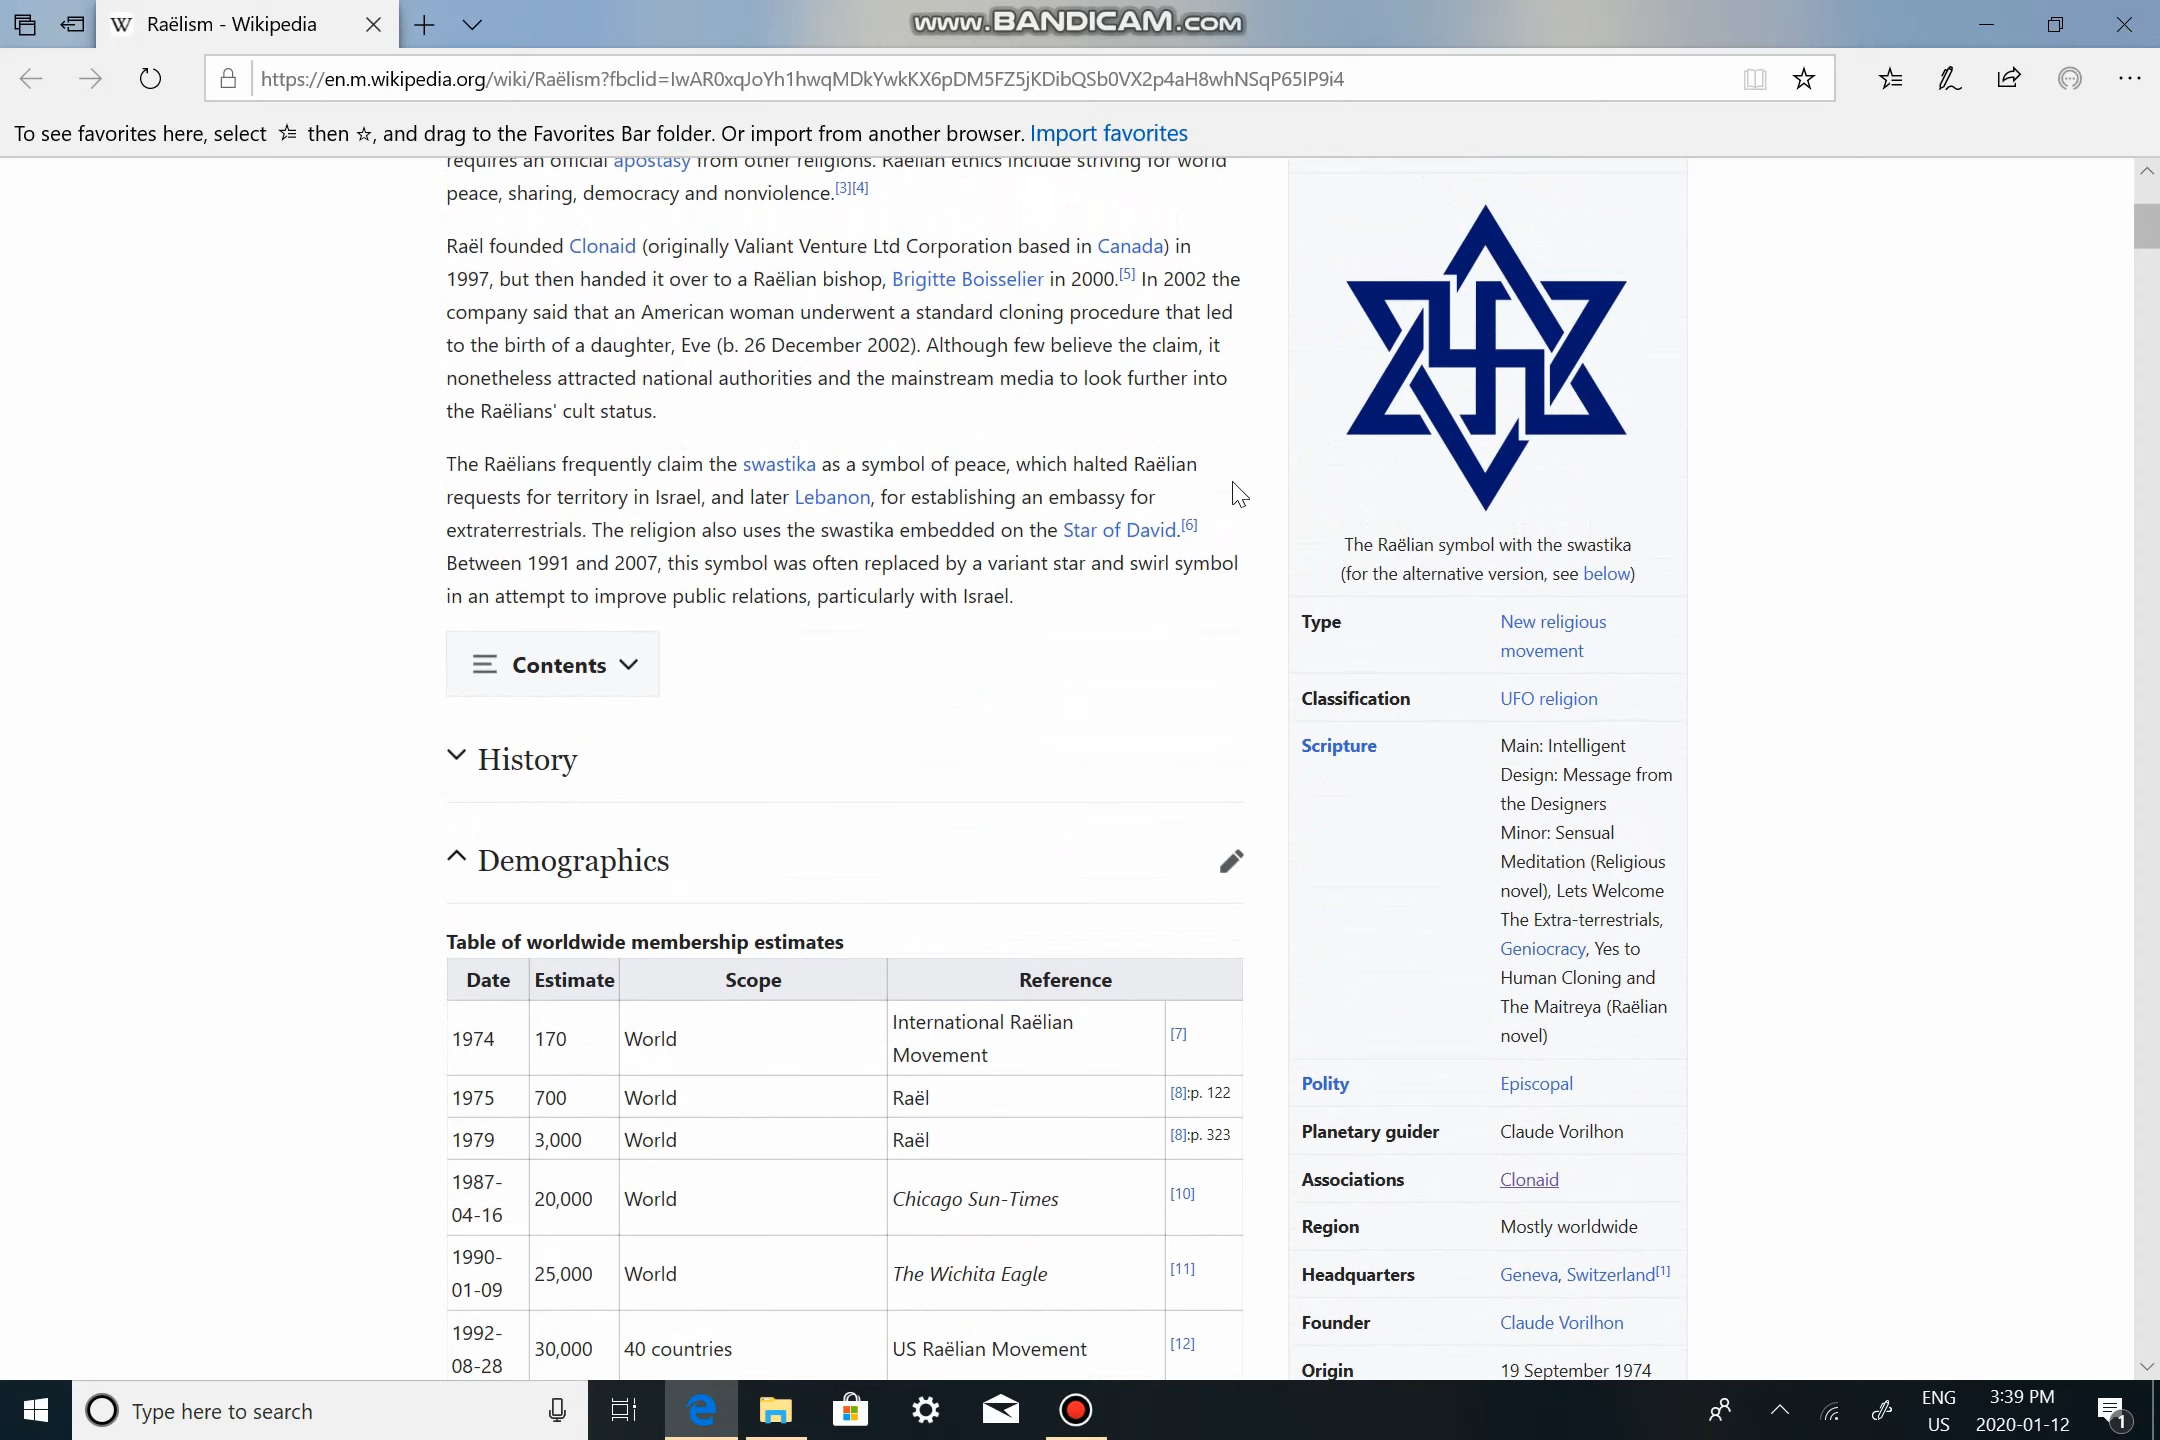 Raëlism - Wikipedia
www.BANDICAM.com
https://en.m.wikipedia.org/wiki/Raëlism?fbclid=IwAR0xqJoYh1hwqMDkYwkKX6pDM5FZ5jKDibQSb0VX2p4aH8whNSqP65IP9i4
To see favorites here, select then ☆, and drag to the Favorites Bar folder. Or import from another browser. Import favorites
requires an official apostasy from other religions. Raëlian ethics include striving for world
peace, sharing, democracy and nonviolence.[3][4]
Raël founded Clonaid (originally Valiant Venture Ltd Corporation based in Canada) in
1997, but then handed it over to a Raëlian bishop, Brigitte Boisselier in 2000.[5] In 2002 the
company said that an American woman underwent a standard cloning procedure that led
to the birth of a daughter, Eve (b. 26 December 2002). Although few believe the claim, it
nonetheless attracted national authorities and the mainstream media to look further into
the Raëlians' cult status.
The Raëlians frequently claim the swastika as a symbol of peace, which halted Raëlian
requests for territory in Israel, and later Lebanon, for establishing an embassy for
extraterrestrials. The religion also uses the swastika embedded on the Star of David.[6]
Between 1991 and 2007, this symbol was often replaced by a variant star and swirl symbol
in an attempt to improve public relations, particularly with Israel.
Contents
History
Demographics
Table of worldwide membership estimates
Date Estimate Scope Reference
1974 170 World International Raëlian Movement [7]
1975 700 World Raël [8]:p. 122
1979 3,000 World Raël [8]:p. 323
1987-04-16 20,000 World Chicago Sun-Times [10]
1990-01-09 25,000 World The Wichita Eagle [11]
1992-08-28 30,000 40 countries US Raëlian Movement [12]
The Raëlian symbol with the swastika
(for the alternative version, see below)
Type New religious
movement
Classification UFO religion
Scripture Main: Intelligent
Design: Message from
the Designers
Minor: Sensual
Meditation (Religious
novel), Lets Welcome
The Extra-terrestrials,
Geniocracy, Yes to
Human Cloning and
The Maitreya (Raëlian
novel)
Polity Episcopal
Planetary guider Claude Vorilhon
Associations Clonaid
Region Mostly worldwide
Headquarters Geneva, Switzerland[1]
Founder Claude Vorilhon
Origin 19 September 1974
Type here to search
ENG
US
3:39 PM
2020-01-12
1